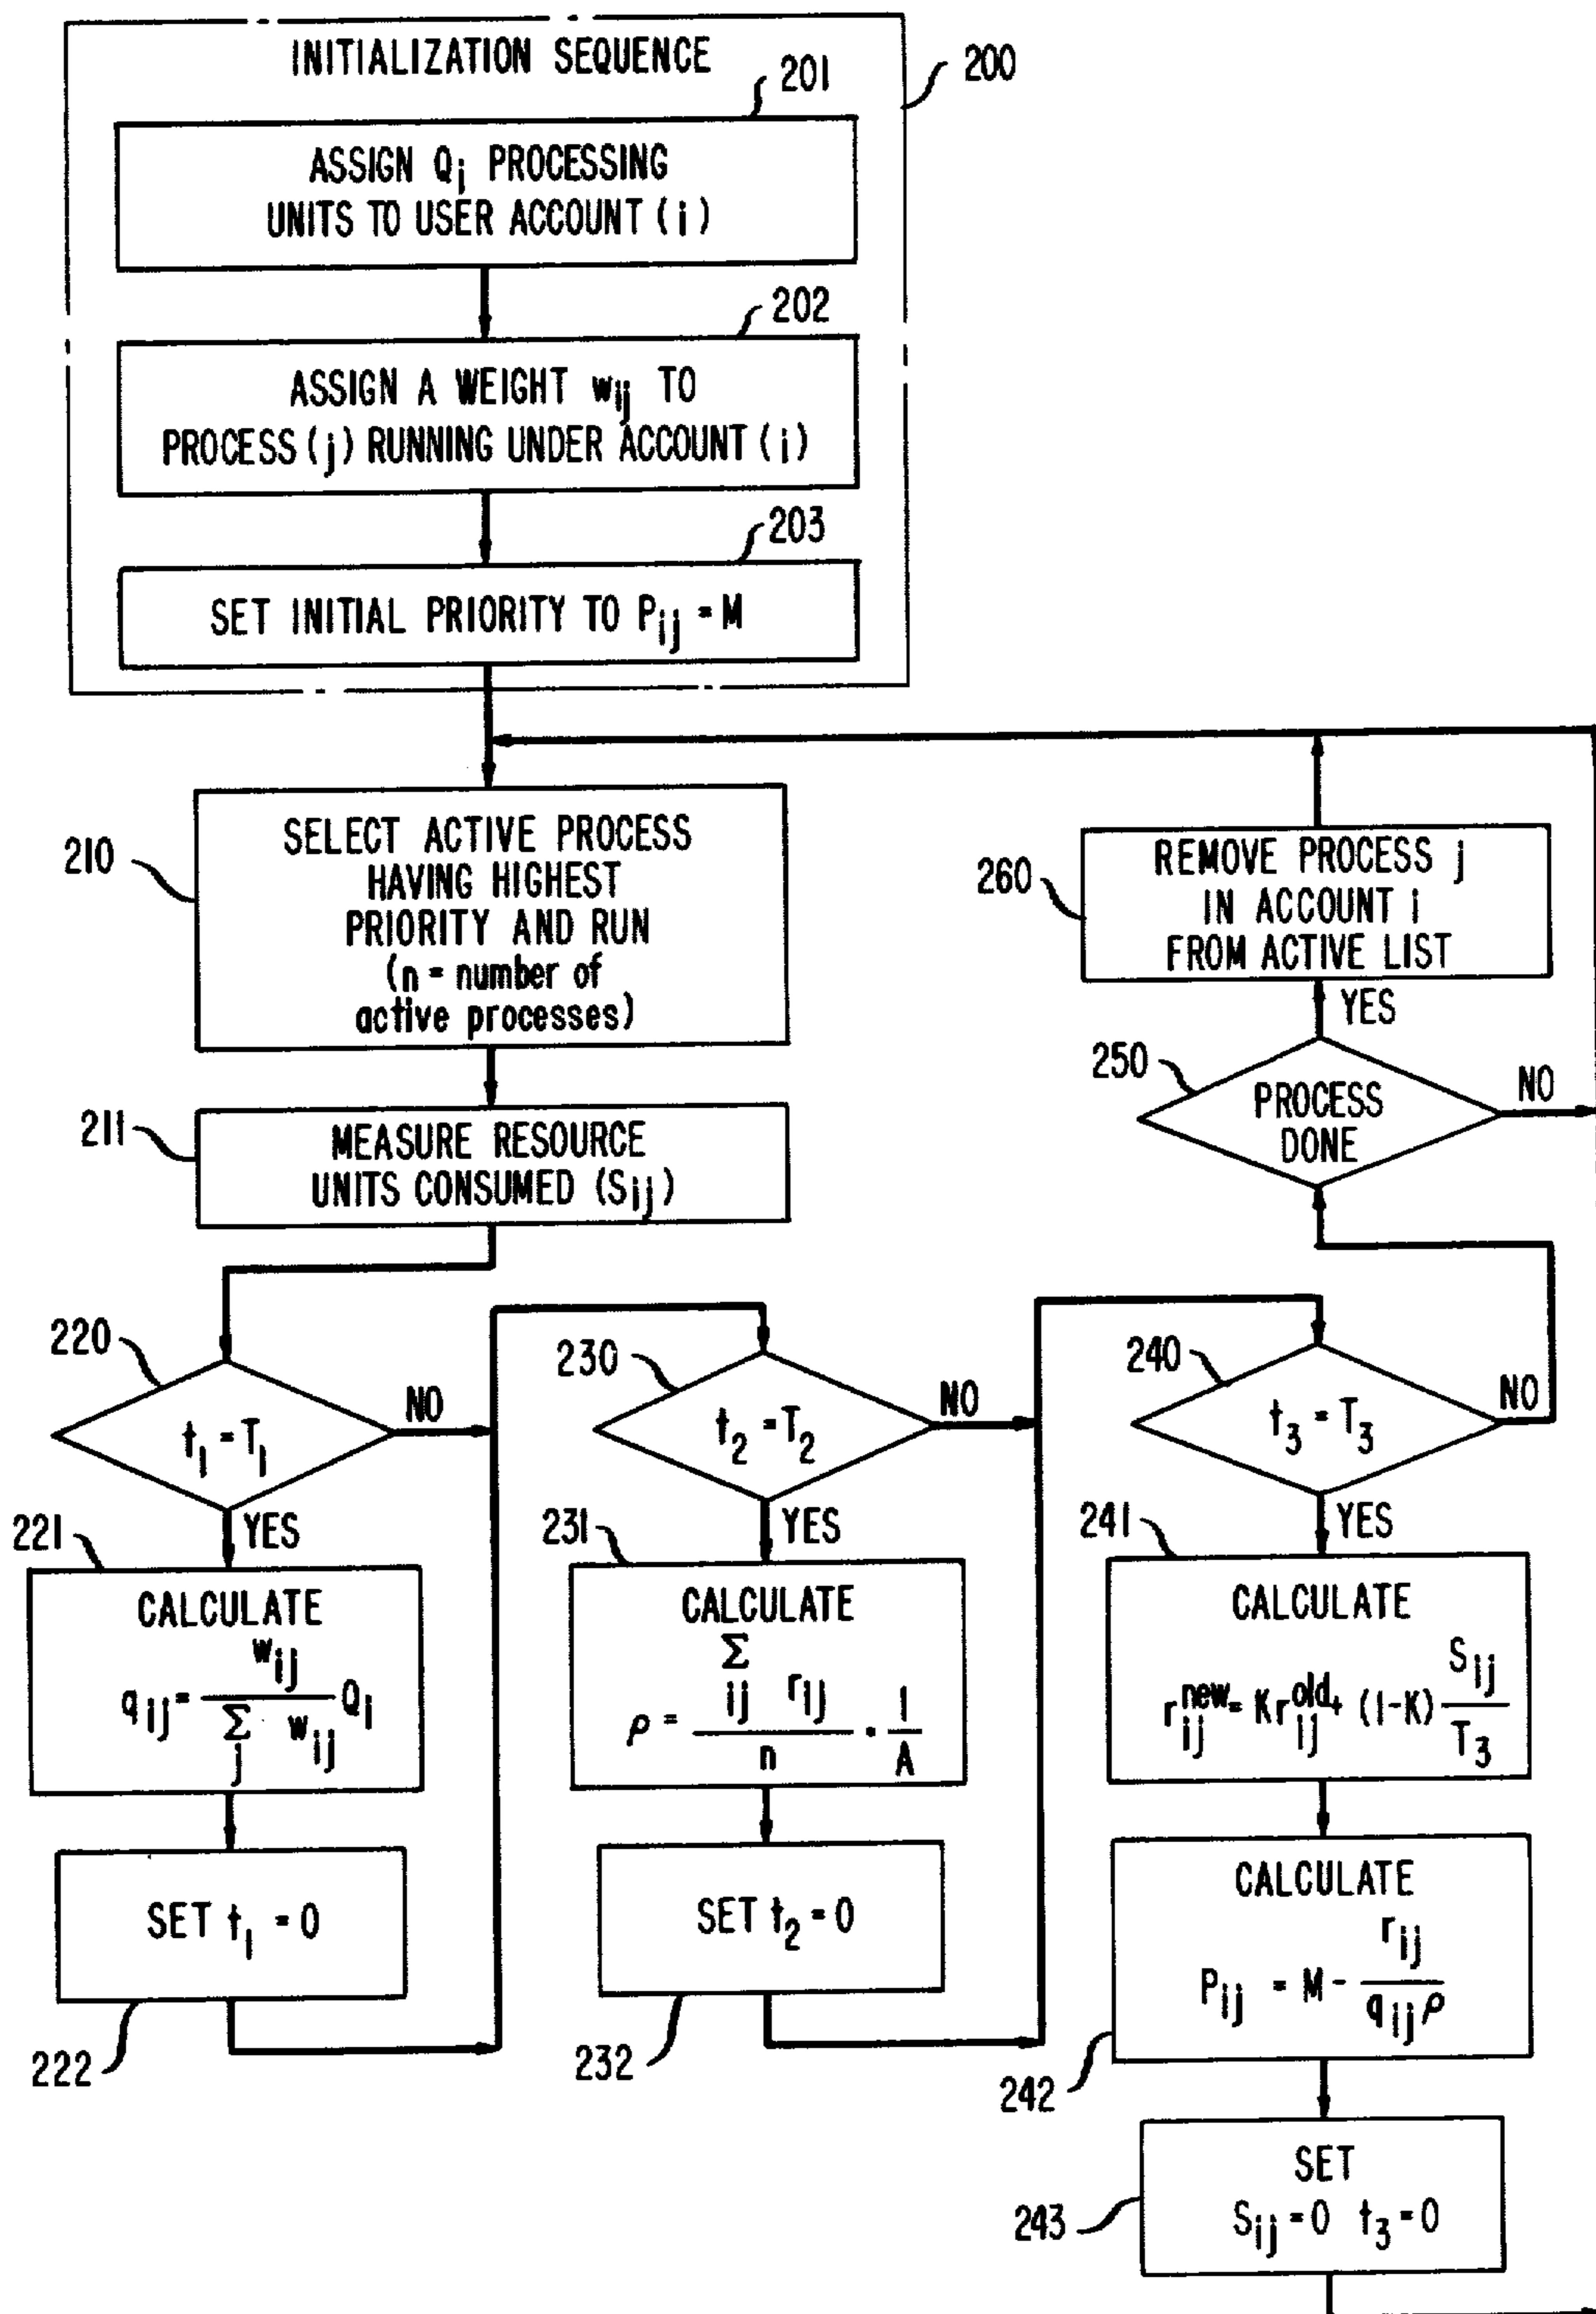 INITIALIZATION SEQUENCE
200
201
ASSIGN Qi PROCESSING
UNITS TO USER ACCOUNT (i)
202
ASSIGN A WEIGHT wij TO
PROCESS (j) RUNNING UNDER ACCOUNT (i)
203
SET INITIAL PRIORITY TO Pij = M
210
SELECT ACTIVE PROCESS
HAVING HIGHEST
PRIORITY AND RUN
(n = number of
active processes)
211
MEASURE RESOURCE
UNITS CONSUMED (Sij)
220
t1 = T1
NO
YES
221
CALCULATE
qij = wij / Σj wij Qi
SET t1 = 0
222
230
t2 = T2
NO
YES
231
CALCULATE
ρ = Σij rij / n · 1/A
SET t2 = 0
232
240
t3 = T3
NO
YES
241
CALCULATE
rij^new = K rij^old + (1-K) Sij / T3
CALCULATE
Pij = M - rij / qij ρ
242
SET
Sij = 0 t3 = 0
243
250
PROCESS
DONE
NO
YES
260
REMOVE PROCESS j
IN ACCOUNT i
FROM ACTIVE LIST